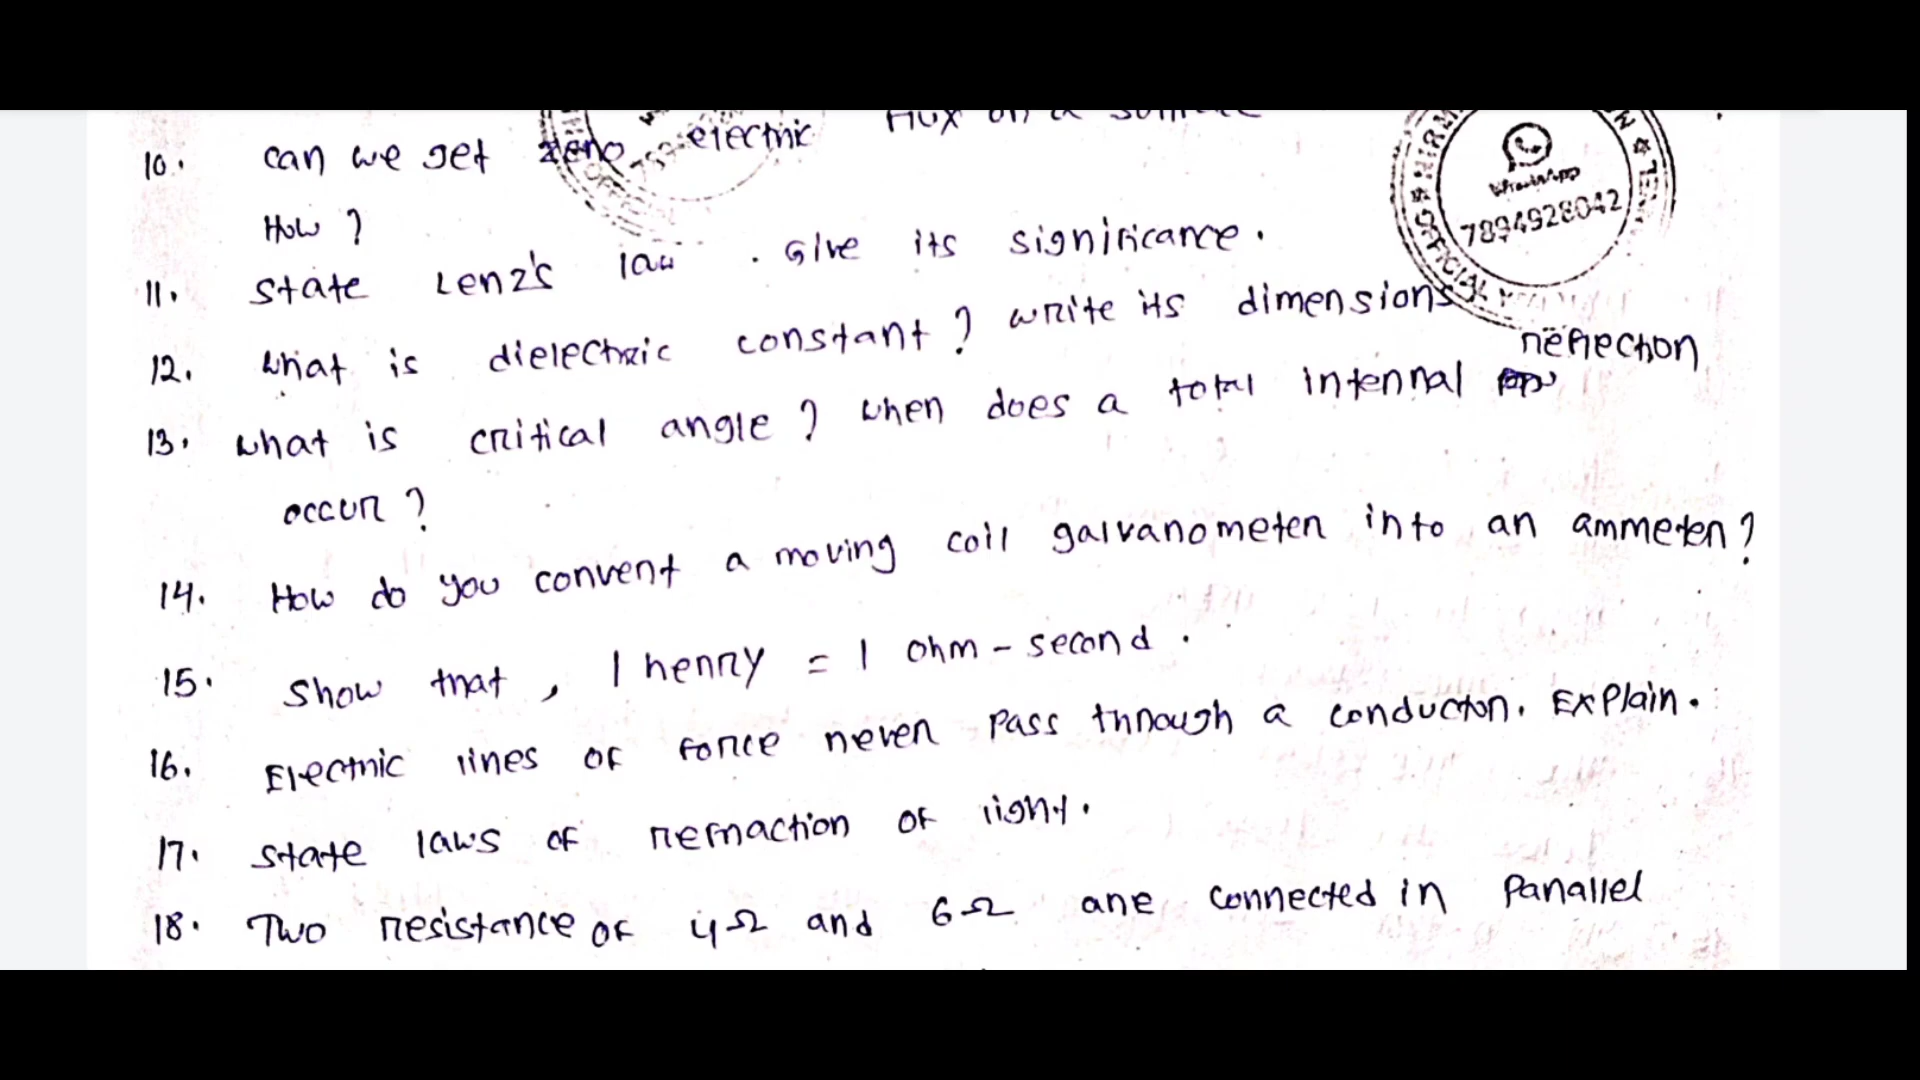 10. can we get zero electric flux on a surface
How ?
11. State Lenz's law . Give its significance.
12. What is dielectric constant ? write its dimensions
13. What is critical angle ? when does a total internal reflection
occur ?
14. How do you convert a moving coil galvanometer into an ammeter ?
15. Show that , 1 henry = 1 ohm - second .
16. Electric lines of force never Pass through a conductor. Explain.
17. State laws of refraction of light.
18. Two resistance of 4Ω and 6Ω are connected in Parallel
WhatsApp
7894928042
OFFICIAL